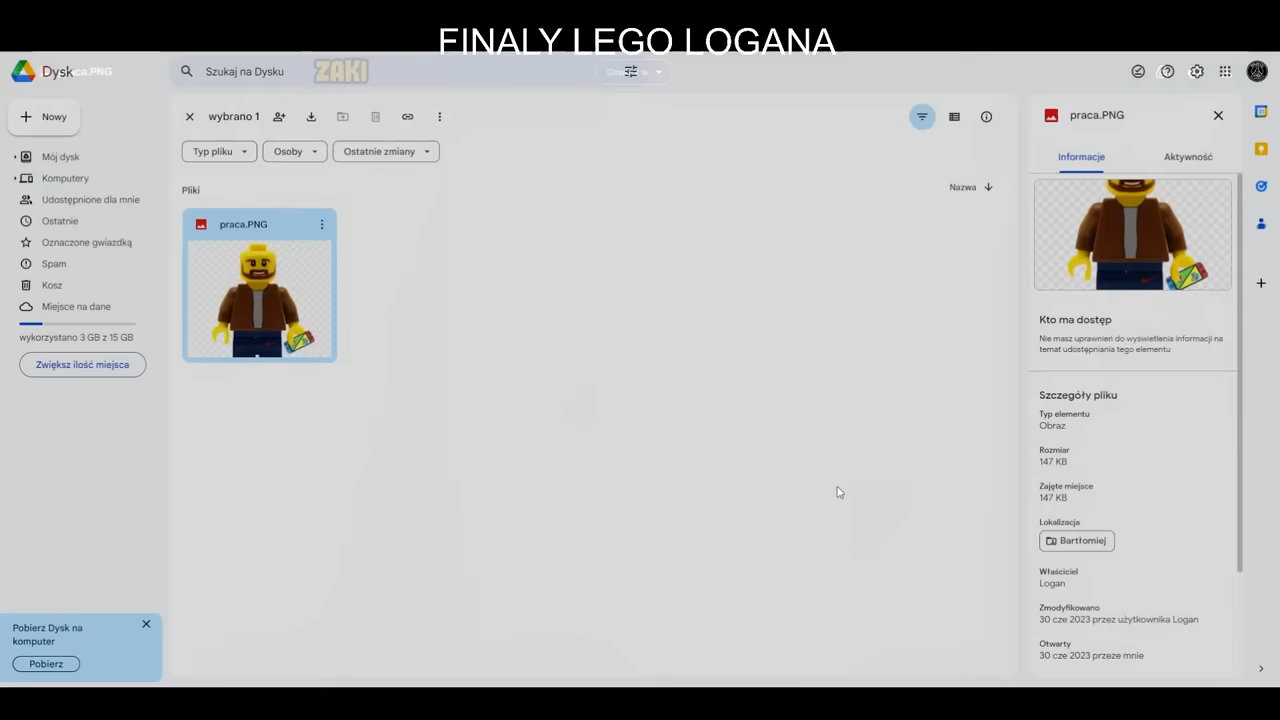 FINALY LEGO LOGANA
Dysk
praca.PNG
Szukaj na Dysku
ZAKI
Nowy
wybrano 1
Typ pliku
Osoby
Ostatnie zmiany
Mój dysk
Komputery
Udostępnione dla mnie
Ostatnie
Oznaczone gwiazdką
Spam
Kosz
Miejsce na dane
wykorzystano 3 GB z 15 GB
Zwiększ ilość miejsca
Pliki
Nazwa
praca.PNG
praca.PNG
Informacje
Aktywność
Kto ma dostęp
Nie masz uprawnień do wyświetlenia informacji na
temat udostępniania tego elementu
Szczegóły pliku
Typ elementu
Obraz
Rozmiar
147 KB
Zajęte miejsce
147 KB
Lokalizacja
Bartłomiej
Właściciel
Logan
Zmodyfikowano
30 cze 2023 przez użytkownika Logan
Otwarty
30 cze 2023 przeze mnie
Pobierz Dysk na
komputer
Pobierz